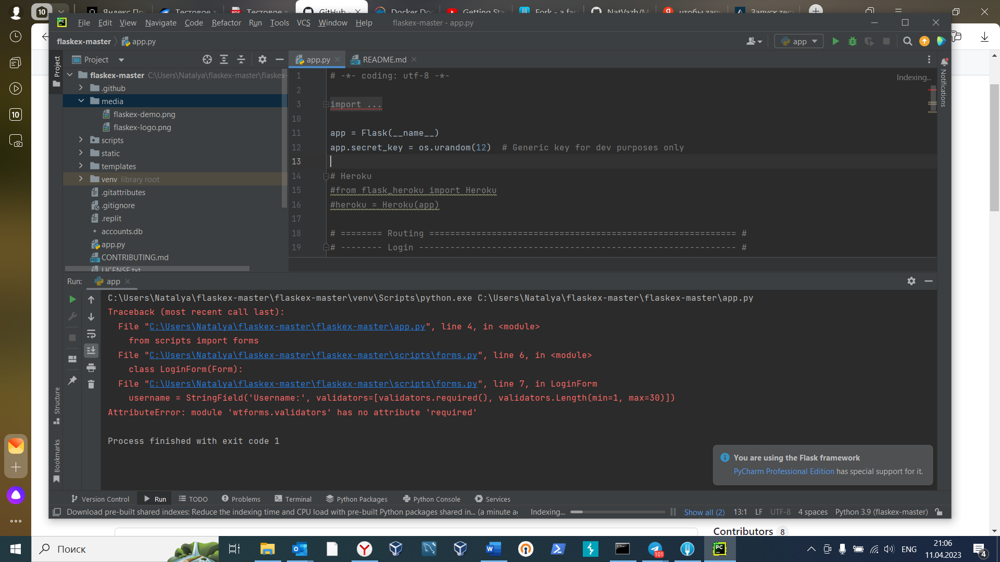 10
Яндекс Пр
Тестовое з
PDF
Тестовое з
GitHub
Docker Doc
Getting Sta
Fork - a fas
NatVazh/M
чтобы запу
Запуск тес
PC
File Edit View Navigate Code Refactor Run Tools VCS Window Help
flaskex-master - app.py
flaskex-master
app.py
app
Project
Project
app.py
README.md
Notifications
flaskex-master C:\Users\Natalya\flaskex-master\flaskex-
.github
media
flaskex-demo.png
flaskex-logo.png
scripts
static
templates
venv library root
.gitattributes
.gitignore
.replit
accounts.db
app.py
CONTRIBUTING.md
LICENSE.txt
10
Indexing...
1 # -*- coding: utf-8 -*-
2
3 import ...
10
11 app = Flask(__name__)
12 app.secret_key = os.urandom(12)  # Generic key for dev purposes only
13
14 # Heroku
15 #from flask_heroku import Heroku
16 #heroku = Heroku(app)
17
18 # ======== Routing =========================================================== #
19 # -------- Login ------------------------------------------------------------- #
Run: app
C:\Users\Natalya\flaskex-master\flaskex-master\venv\Scripts\python.exe C:\Users\Natalya\flaskex-master\flaskex-master\app.py
Traceback (most recent call last):
File "C:\Users\Natalya\flaskex-master\flaskex-master\app.py", line 4, in <module>
from scripts import forms
File "C:\Users\Natalya\flaskex-master\flaskex-master\scripts\forms.py", line 6, in <module>
class LoginForm(Form):
File "C:\Users\Natalya\flaskex-master\flaskex-master\scripts\forms.py", line 7, in LoginForm
username = StringField('Username:', validators=[validators.required(), validators.Length(min=1, max=30)])
AttributeError: module 'wtforms.validators' has no attribute 'required'
Process finished with exit code 1
Structure
Bookmarks
You are using the Flask framework
PyCharm Professional Edition has special support for it.
Version Control
Run
TODO
Problems
Terminal
Python Packages
Python Console
Services
Download pre-built shared indexes: Reduce the indexing time and CPU load with pre-built Python packages shared in... (a minute ag
Indexing...
Show all (2)
13:1 LF UTF-8 4 spaces Python 3.9 (flaskex-master)
Contributors 8
Поиск
101
PC
ENG
21:06
11.04.2023
4